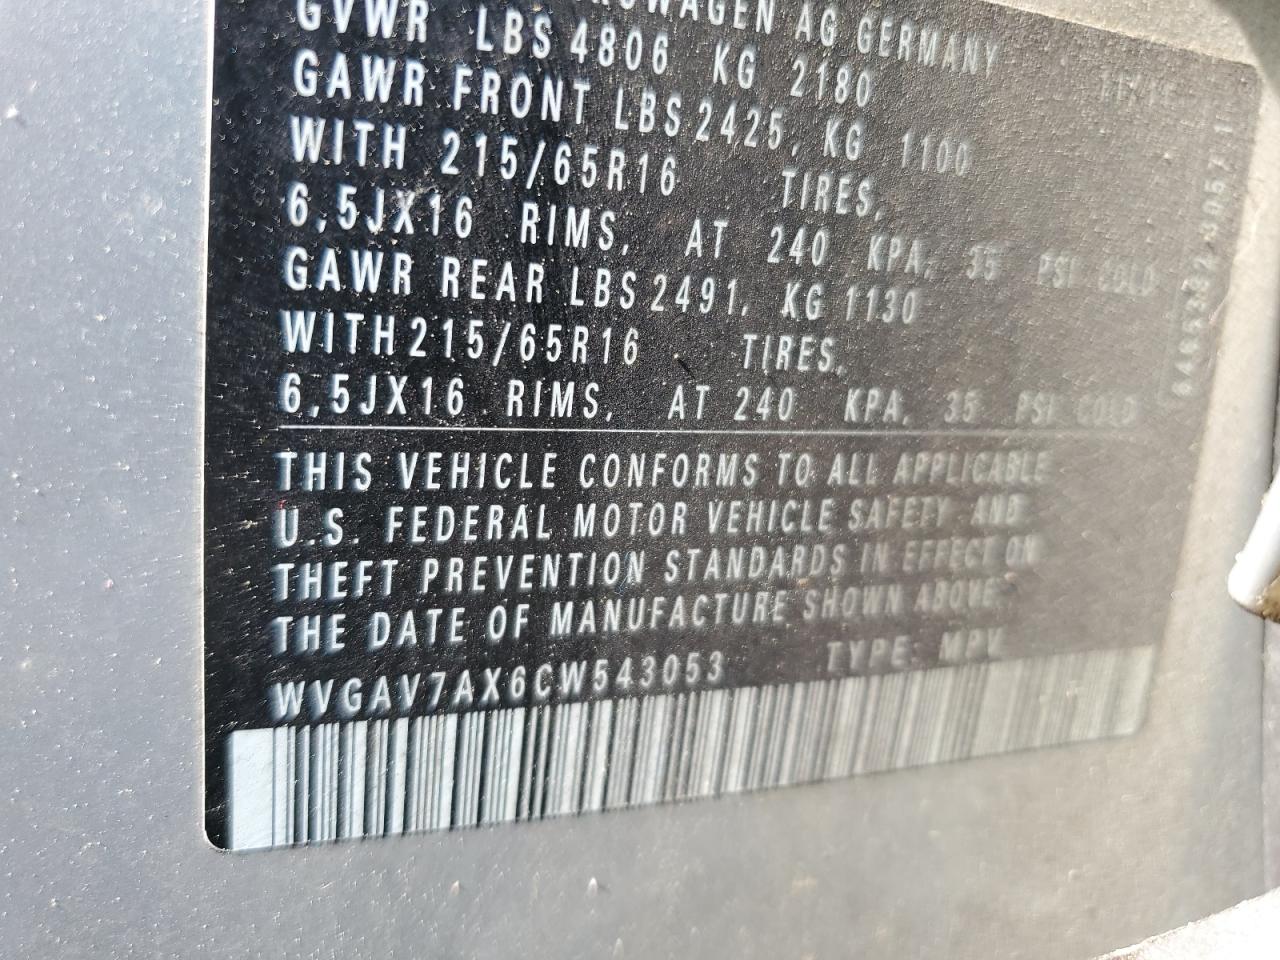 AG GERMANY
GVWR LBS 4806 KG 2180
GAWR FRONT LBS 2425, KG 1100
WITH 215/65R16 TIRES,
6,5JX16 RIMS, AT 240 KPA, 35 PSI COLD
GAWR REAR LBS 2491, KG 1130
WITH 215/65R16 TIRES,
6,5JX16 RIMS, AT 240 KPA, 35 PSI COLD
THIS VEHICLE CONFORMS TO ALL APPLICABLE
U.S. FEDERAL MOTOR VEHICLE SAFETY AND
THEFT PREVENTION STANDARDS IN EFFECT ON
THE DATE OF MANUFACTURE SHOWN ABOVE.
WVGAV7AX6CW543053 TYPE: MPV